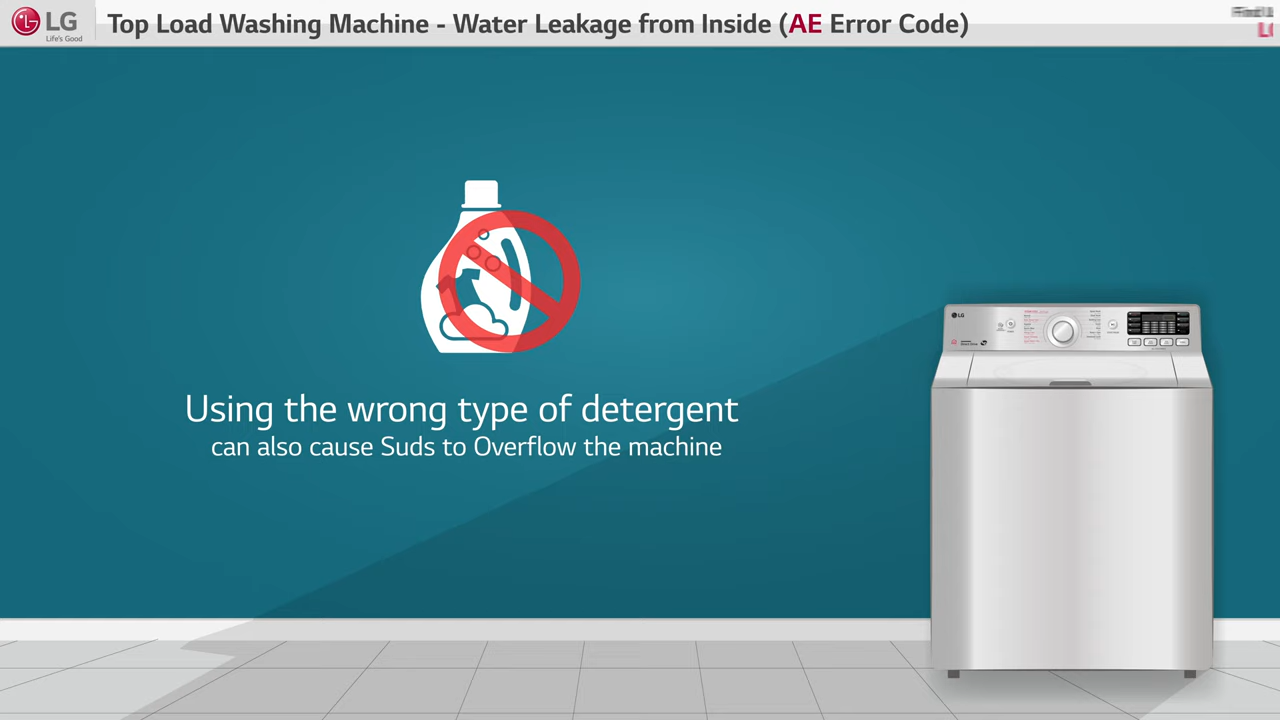 LG
Life's Good
Top Load Washing Machine - Water Leakage from Inside (AE Error Code)
Using the wrong type of detergent
can also cause Suds to Overflow the machine
LG